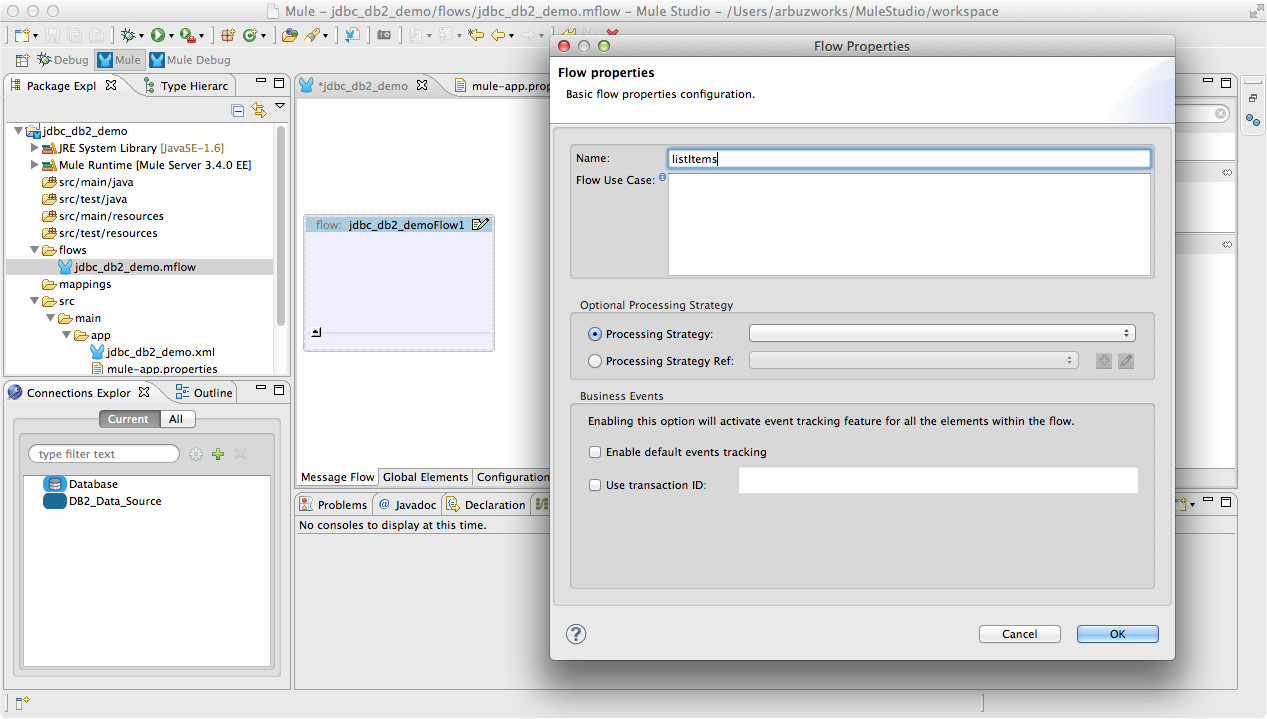 Mule – jdbc_db2_demo/flows/jdbc_db2_demo.mflow – Mule Studio – /Users/arbuzworks/MuleStudio/workspace
Debug Mule Mule Debug
Package Expl Type Hierarc
jdbc_db2_demo
JRE System Library [JavaSE-1.6]
Mule Runtime [Mule Server 3.4.0 EE]
src/main/java
src/test/java
src/main/resources
src/test/resources
flows
jdbc_db2_demo.mflow
mappings
src
main
app
jdbc_db2_demo.xml
mule-app.properties
Connections Explor Outline
Current All
type filter text
Database
DB2_Data_Source
*jdbc_db2_demo mule-app.prop
flow: jdbc_db2_demoFlow1
Message Flow Global Elements Configuration
Problems @ Javadoc Declaration
No consoles to display at this time.
Flow Properties
Flow properties
Basic flow properties configuration.
Name: listItems
Flow Use Case:
Optional Processing Strategy
Processing Strategy:
Processing Strategy Ref:
Business Events
Enabling this option will activate event tracking feature for all the elements within the flow.
Enable default events tracking
Use transaction ID:
? Cancel OK